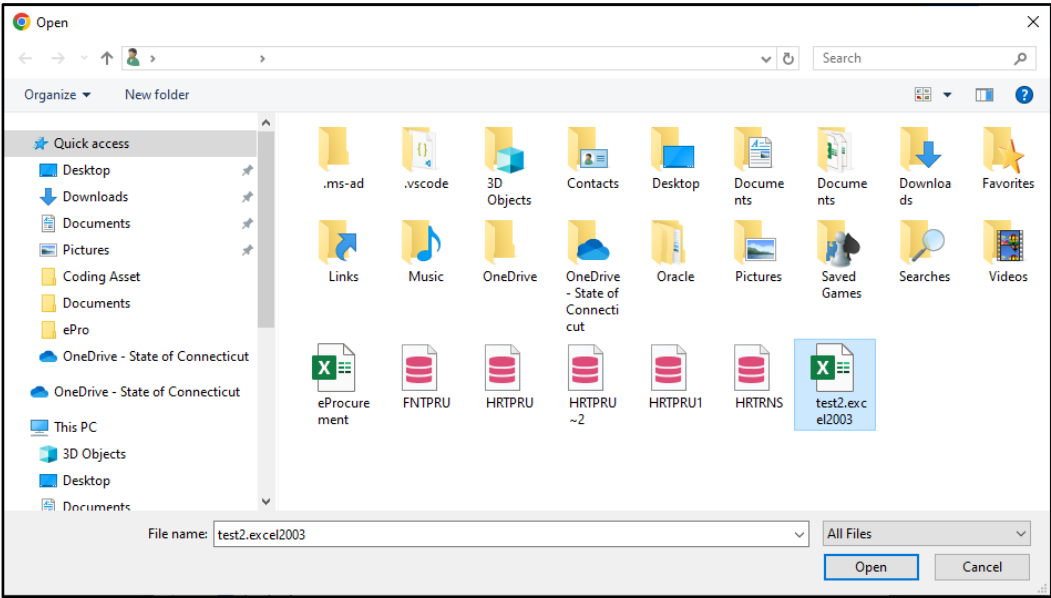 Open
Search
Organize
New folder
Quick access
Desktop
Downloads
Documents
Pictures
Coding Asset
Documents
ePro
OneDrive - State of Connecticut
OneDrive - State of Connecticut
This PC
3D Objects
Desktop
Documents
.ms-ad
.vscode
3D
Objects
Contacts
Desktop
Docume
nts
Docume
nts
Downloa
ds
Favorites
Links
Music
OneDrive
OneDrive
- State of
Connecti
cut
Oracle
Pictures
Saved
Games
Searches
Videos
eProcure
ment
FNTPRU
HRTPRU
HRTPRU
~2
HRTPRU1
HRTRNS
test2.exc
el2003
File name: test2.excel2003
All Files
Open
Cancel